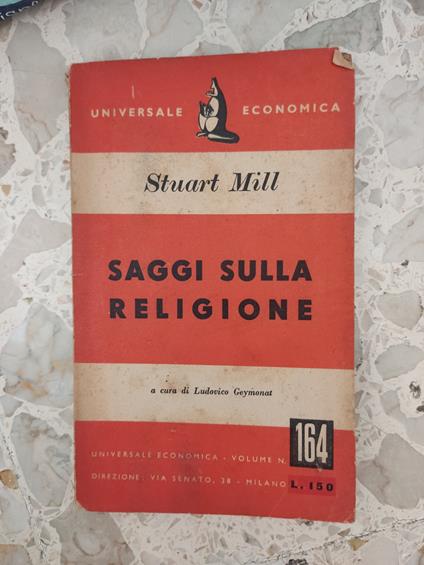 UNIVERSALE ECONOMICA
Stuart Mill
SAGGI SULLA
RELIGIONE
a cura di Ludovico Geymonat
UNIVERSALE ECONOMICA - VOLUME N. 164
DIREZIONE: VIA SENATO, 38 - MILANO L. 150